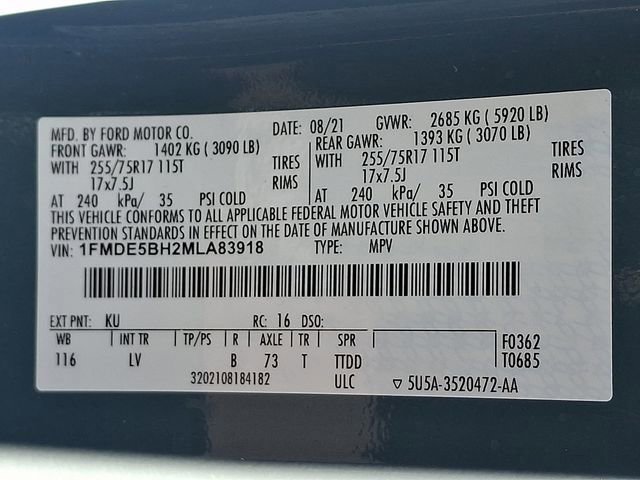 MFD. BY FORD MOTOR CO. DATE: 08/21 GVWR: 2685 KG ( 5920 LB)
FRONT GAWR: 1402 KG ( 3090 LB) REAR GAWR: 1393 KG ( 3070 LB)
WITH 255/75R17 115T TIRES WITH 255/75R17 115T TIRES
17x7.5J RIMS 17x7.5J RIMS
AT 240 kPa/ 35 PSI COLD AT 240 kPa/ 35 PSI COLD
THIS VEHICLE CONFORMS TO ALL APPLICABLE FEDERAL MOTOR VEHICLE SAFETY AND THEFT
PREVENTION STANDARDS IN EFFECT ON THE DATE OF MANUFACTURE SHOWN ABOVE.
VIN: 1FMDE5BH2MLA83918 TYPE: MPV
EXT PNT: KU RC: 16 DSO:
WB INT TR TP/PS R AXLE TR SPR F0362
116 LV B 73 T TTDD T0685
3202108184182 ULC 5U5A-3520472-AA